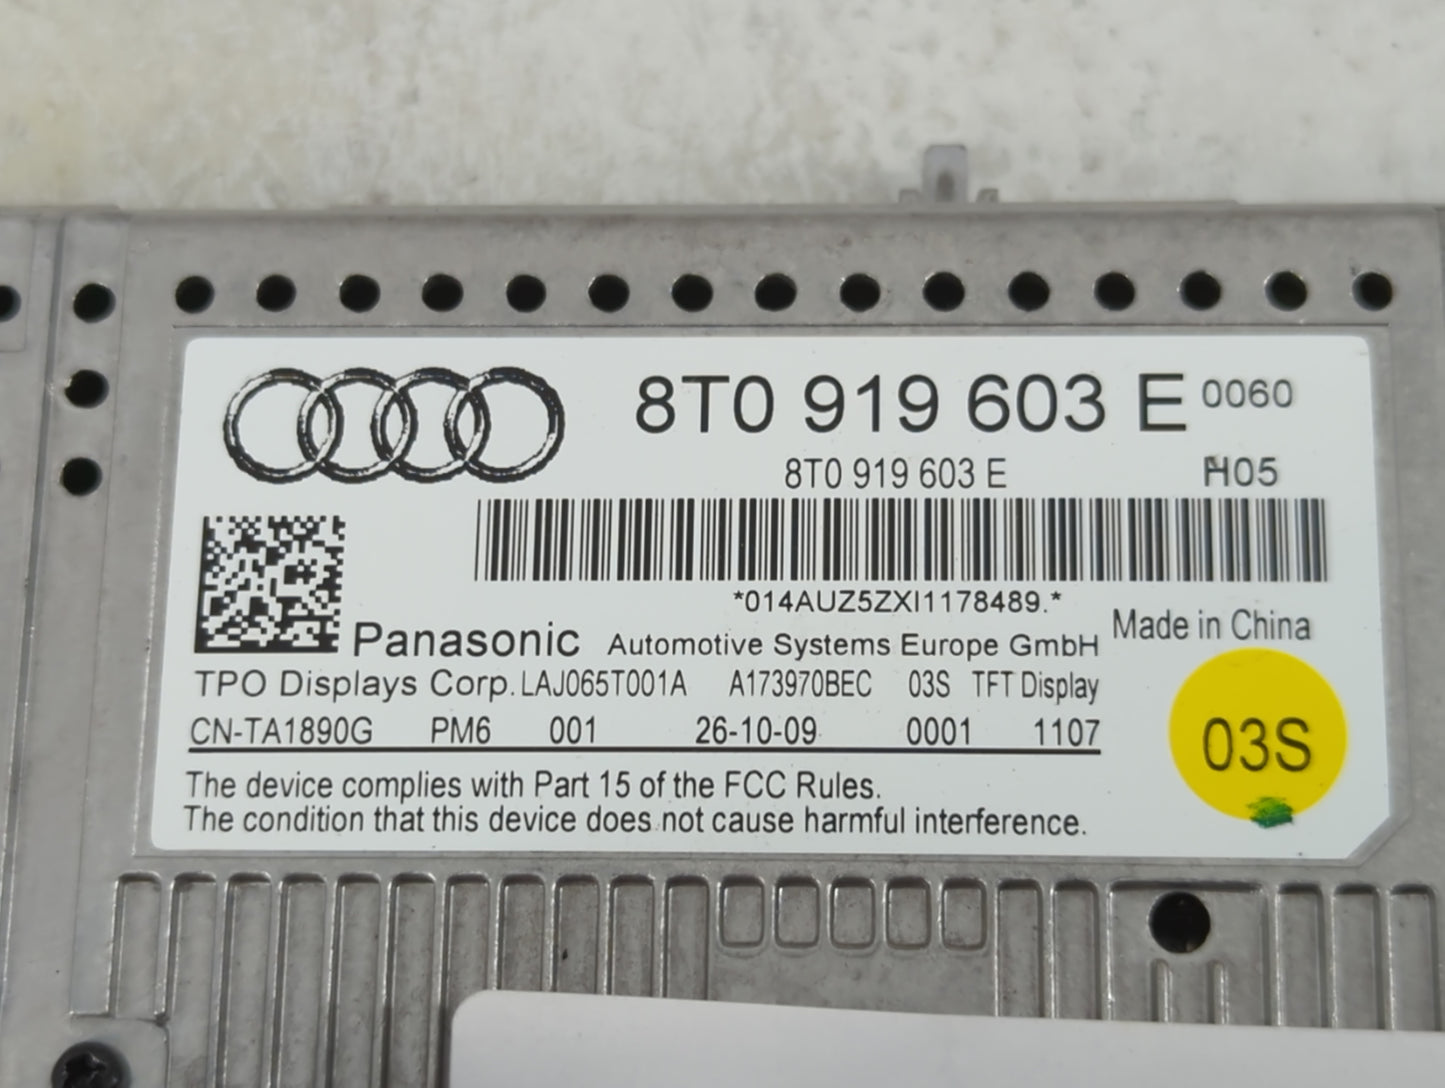 8T0 919 603 E 0060
8T0 919 603 E H05
*014AUZ5ZXI1178489.*
Made in China
Panasonic Automotive Systems Europe GmbH
TPO Displays Corp. LAJ065T001A A173970BEC 03S TFT Display
CN-TA1890G PM6 001 26-10-09 0001 1107
03S
The device complies with Part 15 of the FCC Rules.
The condition that this device does not cause harmful interference.